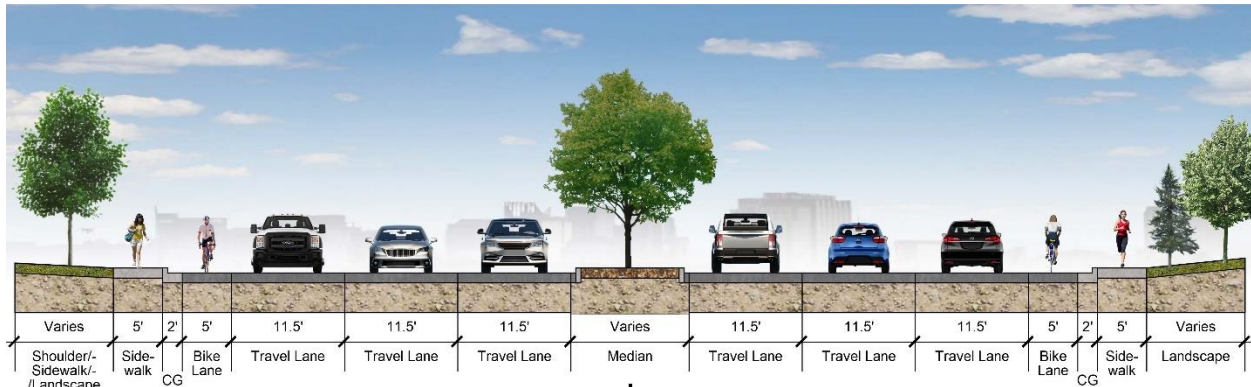 Varies 5' 2' 5' 11.5' 11.5' 11.5' Varies 11.5' 11.5' 11.5' 5' 2' 5' Varies
Shoulder/-
Sidewalk/-
/Landscape
Side-
walk
CG
Bike
Lane
Travel Lane
Travel Lane
Travel Lane
Median
Travel Lane
Travel Lane
Travel Lane
Bike
Lane
CG
Side-
walk
Landscape